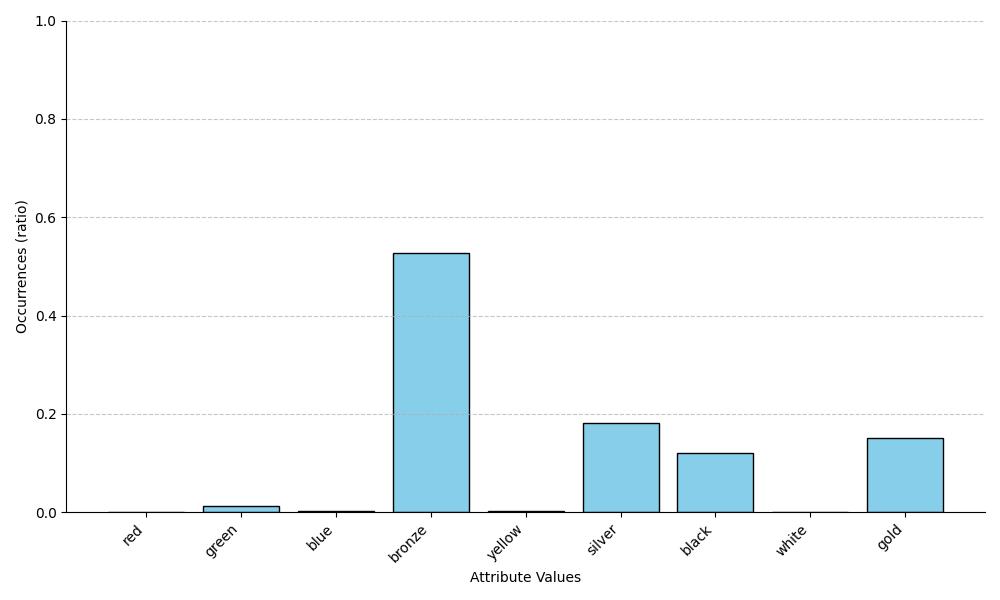 1.0
0.8
0.6
0.4
0.2
0.0
Occurrences (ratio)
red
green
blue
bronze
yellow
silver
black
white
gold
Attribute Values